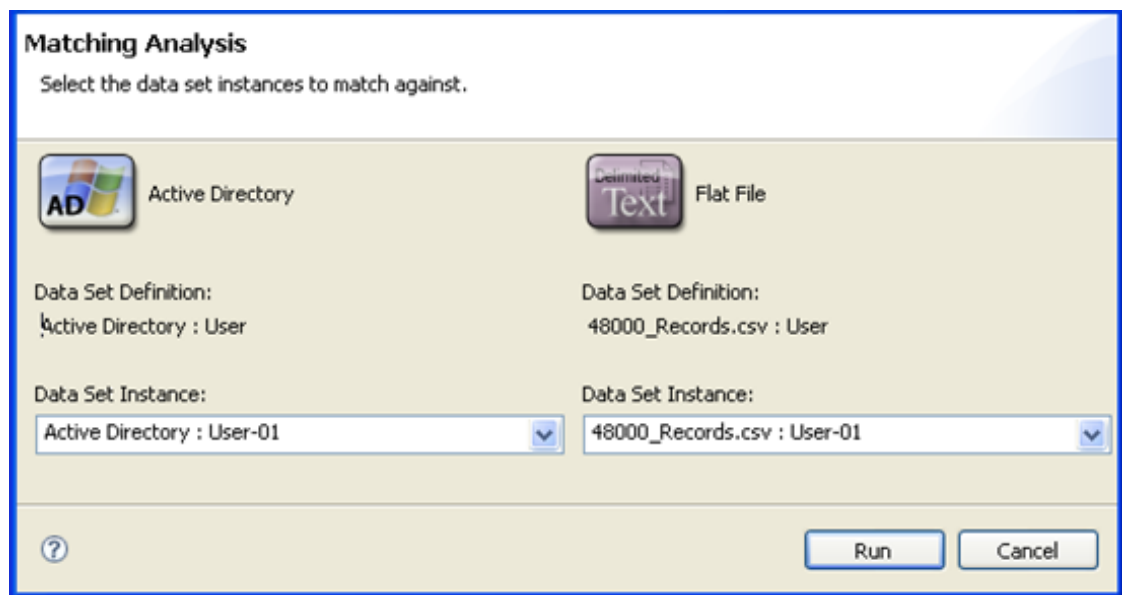 Matching Analysis
Select the data set instances to match against.
AD
Active Directory
Delimited
Text
Flat File
Data Set Definition:
Active Directory : User
Data Set Definition:
48000_Records.csv : User
Data Set Instance:
Active Directory : User-01
Data Set Instance:
48000_Records.csv : User-01
?
Run
Cancel